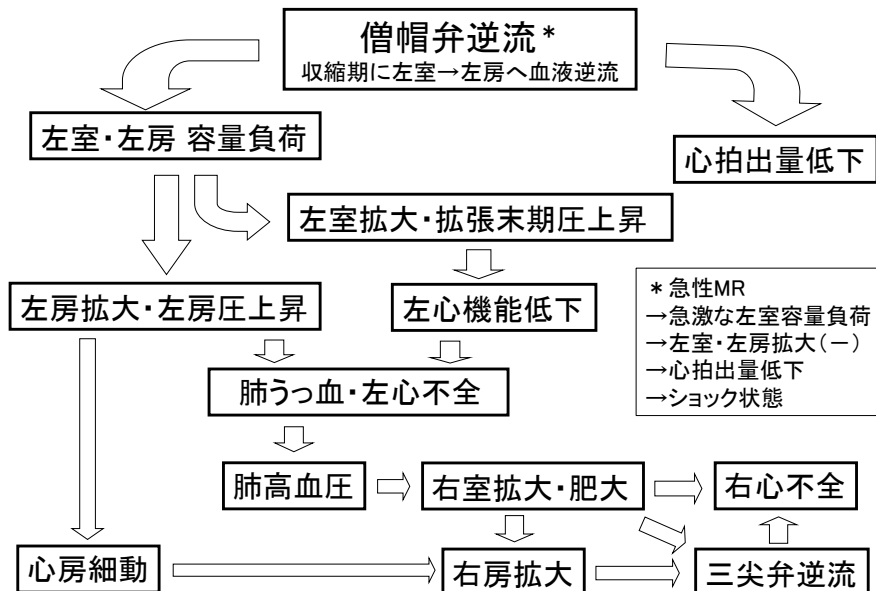 僧帽弁逆流*
収縮期に左室→左房へ血液逆流
左室・左房 容量負荷
心拍出量低下
左室拡大・拡張末期圧上昇
左房拡大・左房圧上昇
左心機能低下
* 急性MR
→急激な左室容量負荷
→左室・左房拡大(-)
→心拍出量低下
→ショック状態
肺うっ血・左心不全
肺高血圧
右室拡大・肥大
右心不全
心房細動
右房拡大
三尖弁逆流